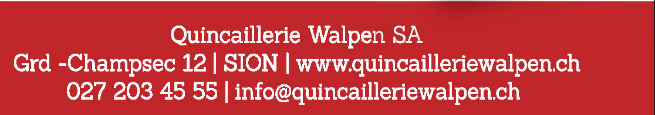 Quincaillerie Walpen SA
Grd -Champsec 12 | SION | www.quincailleriewalpen.ch
027 203 45 55 | info@quincailleriewalpen.ch